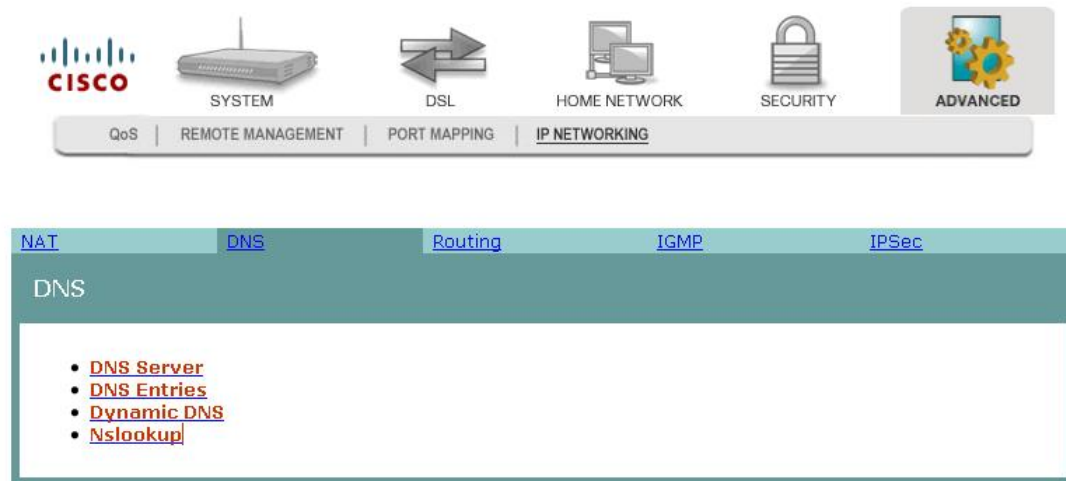 CISCO
SYSTEM
DSL
HOME NETWORK
SECURITY
ADVANCED
QoS | REMOTE MANAGEMENT | PORT MAPPING | IP NETWORKING
NAT DNS Routing IGMP IPSec
DNS
• DNS Server
• DNS Entries
• Dynamic DNS
• Nslookup